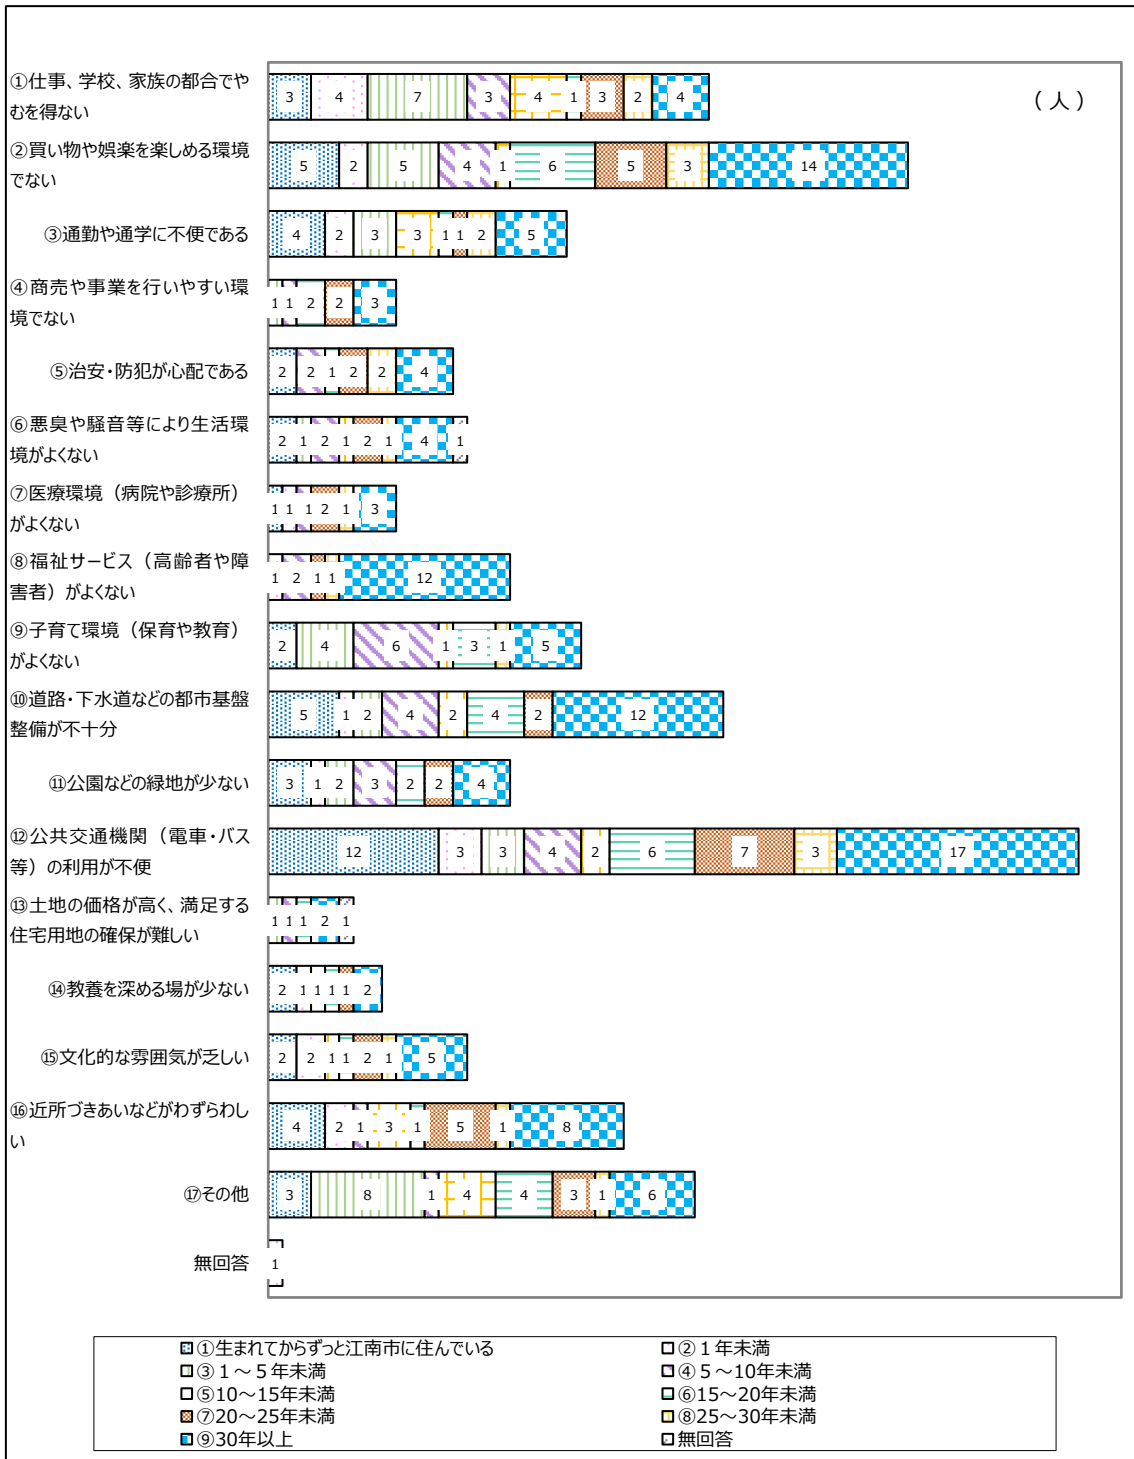 （人）
①仕事、学校、家族の都合でや
むを得ない
3 4 7 3 4 1 3 2 4
②買い物や娯楽を楽しめる環境
でない
5 2 5 4 1 6 5 3 14
③通勤や通学に不便である
4 2 3 3 1 1 2 5
④商売や事業を行いやすい環
境でない
1 1 2 2 3
⑤治安・防犯が心配である
2 2 1 2 2 4
⑥悪臭や騒音等により生活環
境がよくない
2 1 2 1 2 1 4 1
⑦医療環境（病院や診療所）
がよくない
1 1 1 2 1 3
⑧福祉サービス（高齢者や障
害者）がよくない
1 2 1 1 12
⑨子育て環境（保育や教育）
がよくない
2 4 6 1 3 1 5
⑩道路・下水道などの都市基盤
整備が不十分
5 1 2 4 2 4 2 12
⑪公園などの緑地が少ない
3 1 2 3 2 2 4
⑫公共交通機関（電車・バス
等）の利用が不便
12 3 3 4 2 6 7 3 17
⑬土地の価格が高く、満足する
住宅用地の確保が難しい
1 1 1 2 1
⑭教養を深める場が少ない
2 1 1 1 1 2
⑮文化的な雰囲気が乏しい
2 2 1 1 2 1 5
⑯近所づきあいなどがわずらわし
い
4 2 1 3 1 5 1 8
⑰その他
3 8 1 4 4 3 1 6
無回答
1
①生まれてからずっと江南市に住んでいる
②１年未満
③１～５年未満
④５～10年未満
⑤10～15年未満
⑥15～20年未満
⑦20～25年未満
⑧25～30年未満
⑨30年以上
無回答